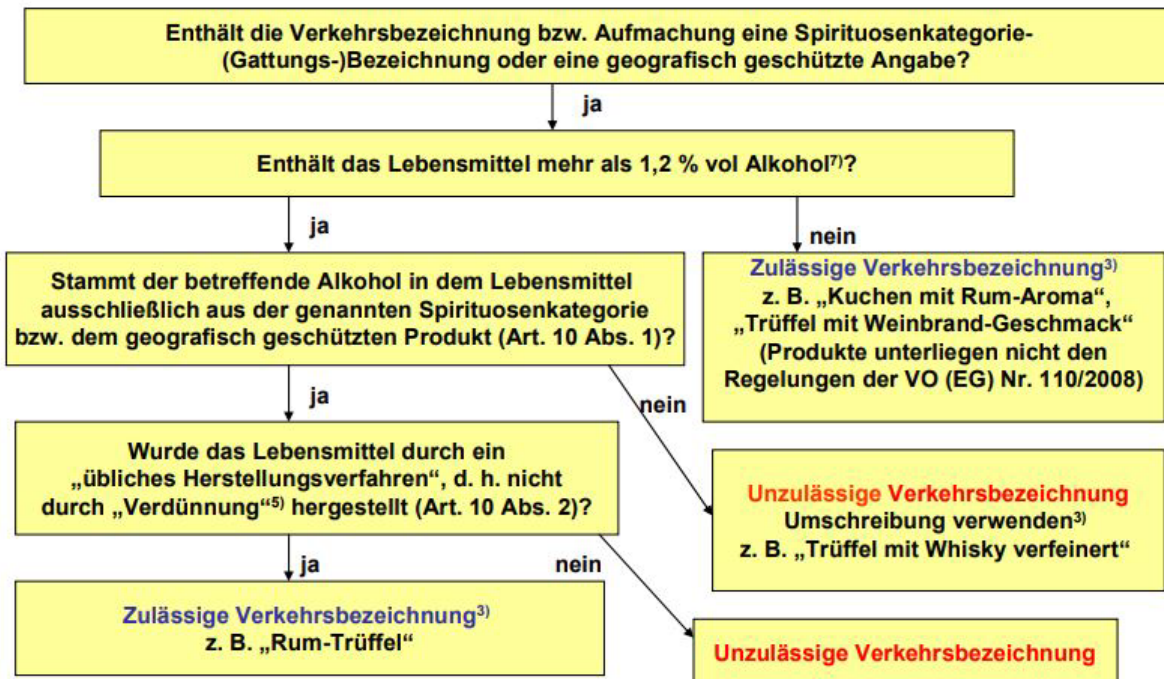 Enthält die Verkehrsbezeichnung bzw. Aufmachung eine Spirituosenkategorie-
(Gattungs-)Bezeichnung oder eine geografisch geschützte Angabe?
ja
Enthält das Lebensmittel mehr als 1,2 % vol Alkohol⁷⁾?
ja
nein
Stammt der betreffende Alkohol in dem Lebensmittel
ausschließlich aus der genannten Spirituosenkategorie
bzw. dem geografisch geschützten Produkt (Art. 10 Abs. 1)?
Zulässige Verkehrsbezeichnung³⁾
z. B. „Kuchen mit Rum-Aroma“,
„Trüffel mit Weinbrand-Geschmack“
(Produkte unterliegen nicht den
Regelungen der VO (EG) Nr. 110/2008)
ja
nein
Wurde das Lebensmittel durch ein
„übliches Herstellungsverfahren“, d. h. nicht
durch „Verdünnung“⁵⁾ hergestellt (Art. 10 Abs. 2)?
Unzulässige Verkehrsbezeichnung
Umschreibung verwenden³⁾
z. B. „Trüffel mit Whisky verfeinert“
ja
nein
Zulässige Verkehrsbezeichnung³⁾
z. B. „Rum-Trüffel“
Unzulässige Verkehrsbezeichnung